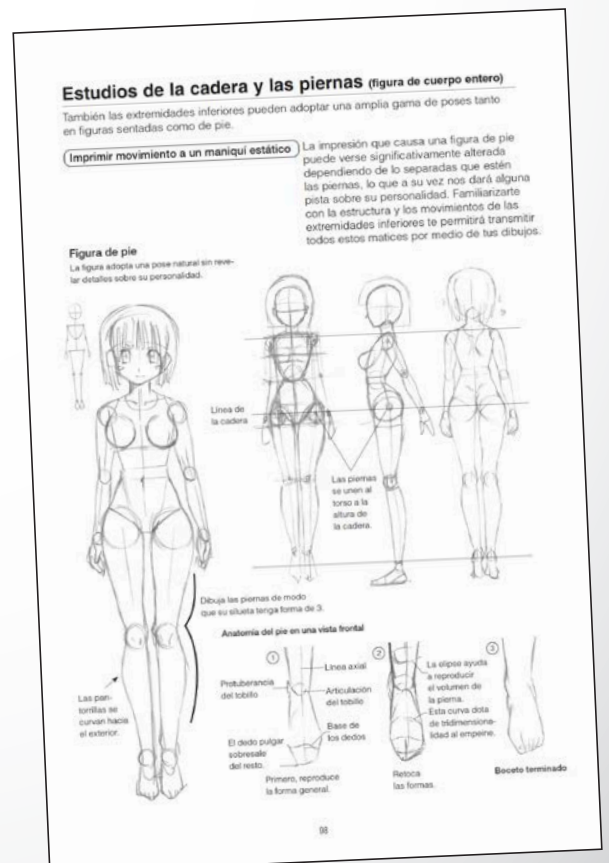 Estudios de la cadera y las piernas (figura de cuerpo entero)
También las extremidades inferiores pueden adoptar una amplia gama de poses tanto
en figuras sentadas como de pie.
Imprimir movimiento a un maniquí estático
La impresión que causa una figura de pie
puede verse significativamente alterada
dependiendo de lo separadas que estén
las piernas, lo que a su vez nos dará alguna
pista sobre su personalidad. Familiarizarte
con la estructura y los movimientos de las
extremidades inferiores te permitirá transmitir
todos estos matices por medio de tus dibujos.
Figura de pie
La figura adopta una pose natural sin reve-
lar detalles sobre su personalidad.
Línea de
la cadera
Las piernas
se unen al
torso a la
altura de
la cadera.
Dibuja las piernas de modo
que su silueta tenga forma de 3.
Las pan-
torrillas se
curvan hacia
el exterior.
Anatomía del pie en una vista frontal
1
Línea axial
Protuberancia
del tobillo
Articulación
del tobillo
Base de
los dedos
El dedo pulgar
sobresale
del resto.
Primero, reproduce
la forma general.
2
La elipse ayuda
a reproducir
el volumen de
la pierna.
Esta curva dota
de tridimensiona-
lidad al empeine.
Retoca
las formas.
3
Boceto terminado
98